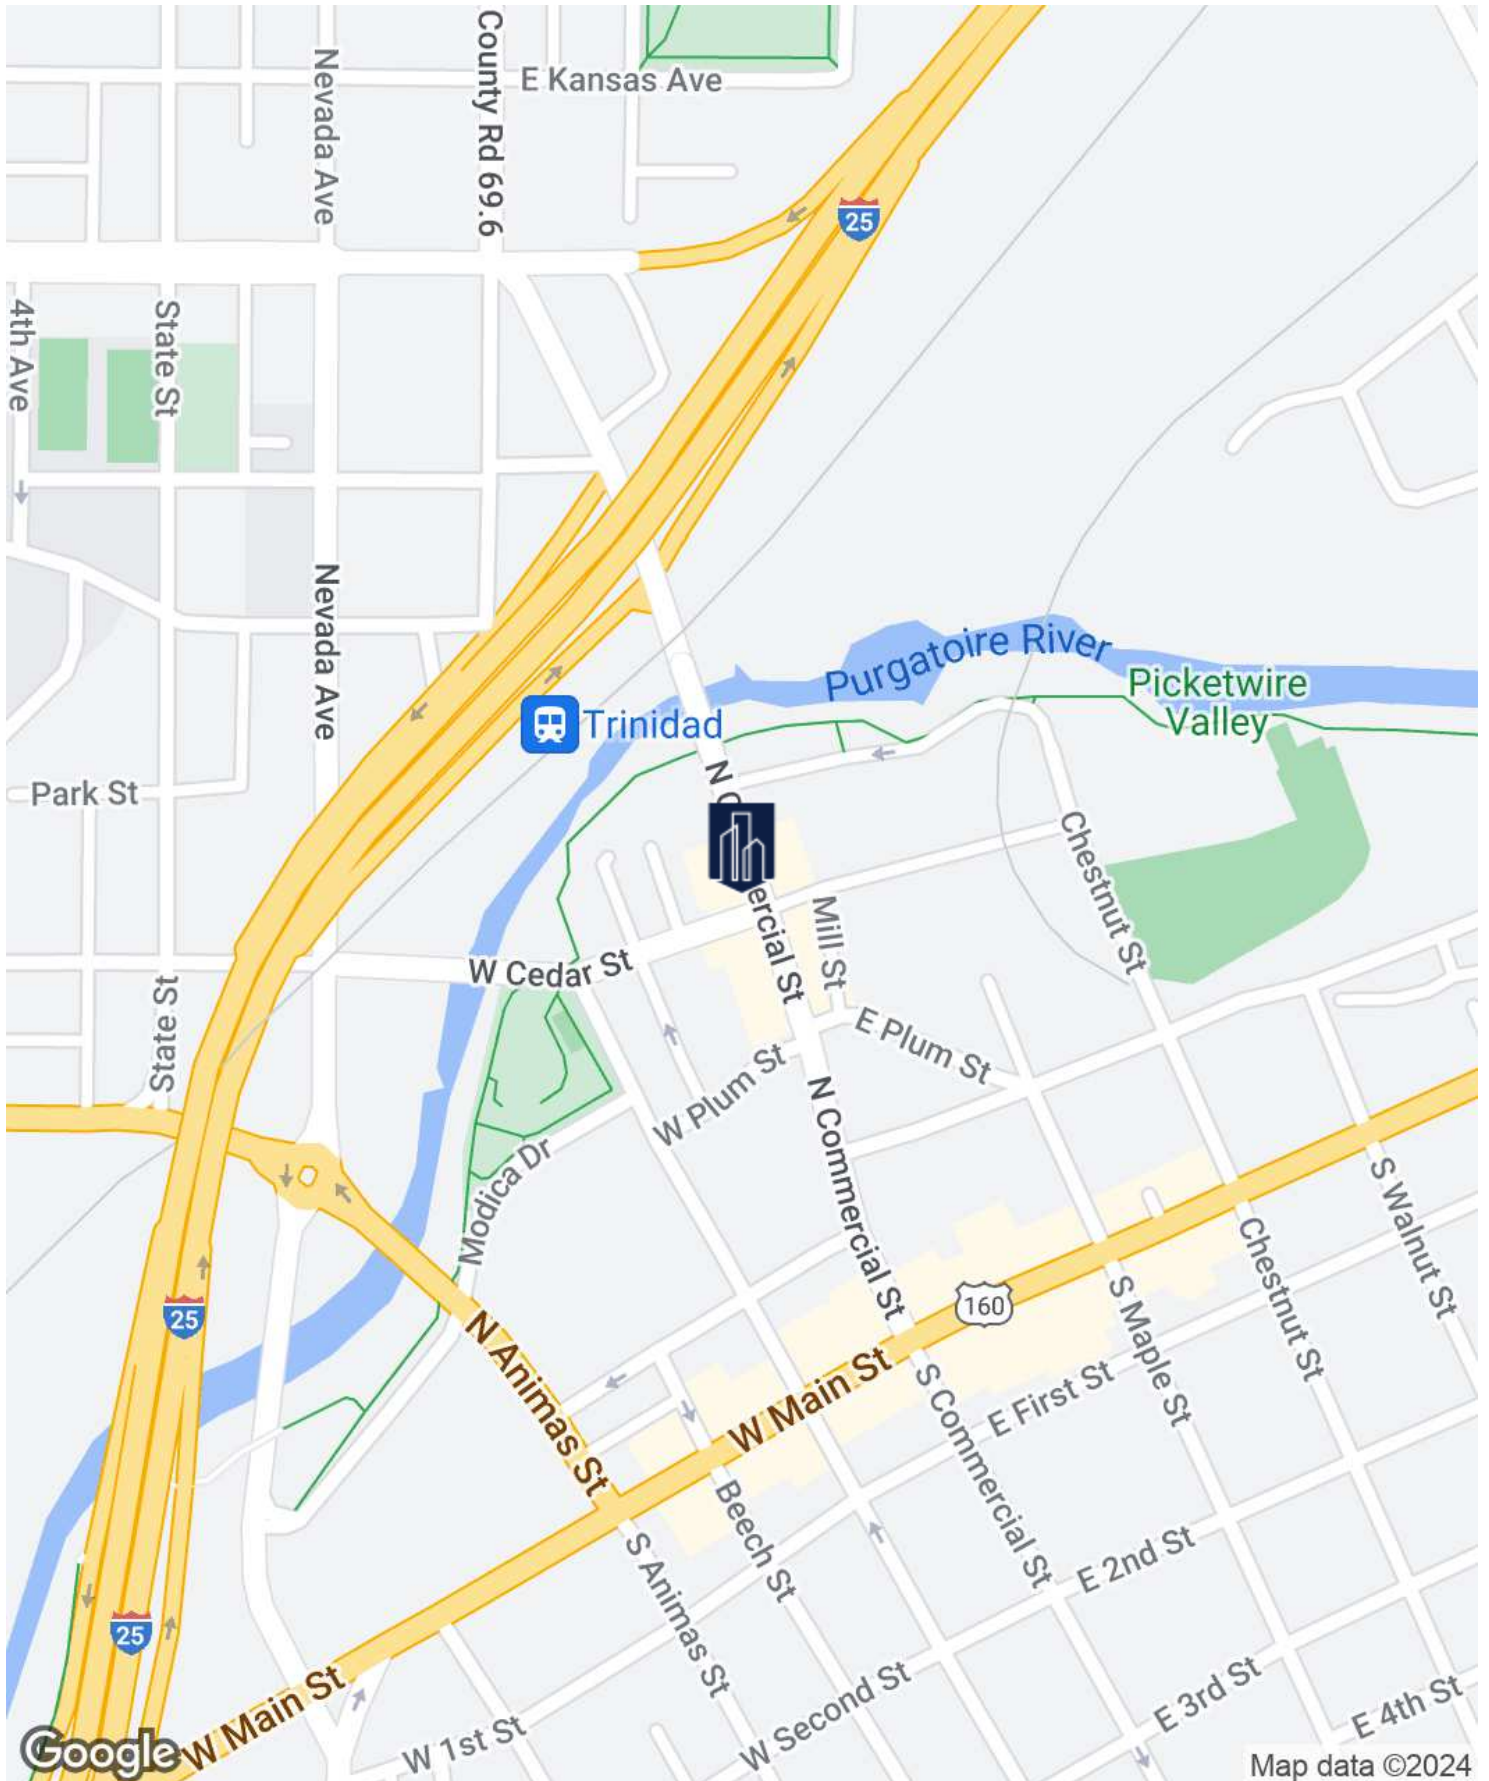 E Kansas Ave
Nevada Ave
County Rd 69.6
25
4th Ave
State St
Nevada Ave
Purgatoire River
Picketwire
Valley
Trinidad
Park St
N C
ercial St
Chestnut St
Mill St
W Cedar St
State St
E Plum St
W Plum St
N Commercial St
Modica Dr
S Walnut St
Chestnut St
160
S Maple St
25
N Animas St
W Main St
E First St
S Commercial St
Beech St
E 2nd St
S Animas St
25
W Main St
W Second St
E 3rd St
E 4th St
W 1st St
Google
Map data ©2024